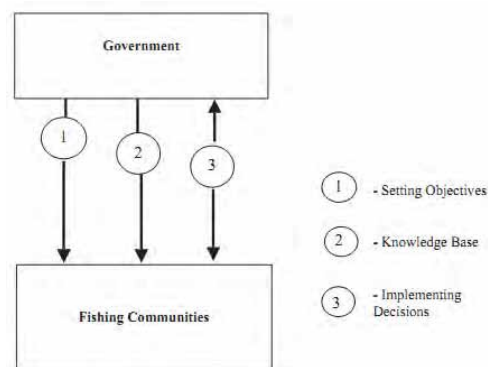 Government
1
2
3
1 - Setting Objectives
2 - Knowledge Base
3 - Implementing
Decisions
Fishing Communities